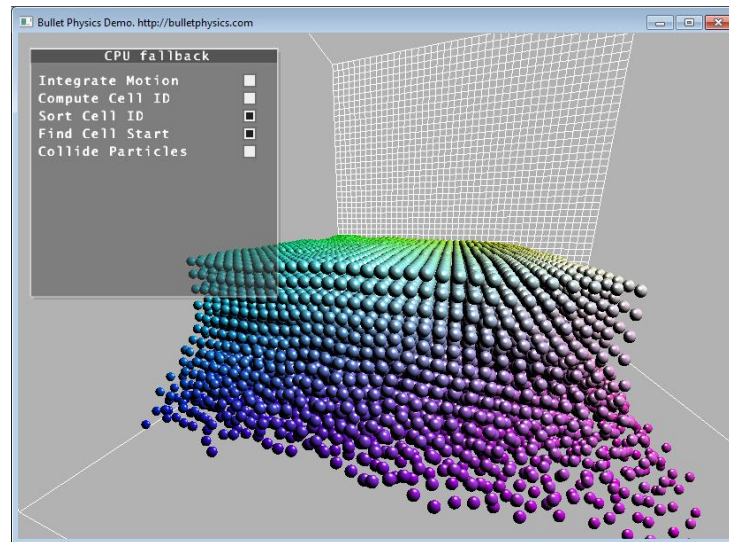 Bullet Physics Demo. http://bulletphysics.com
CPU fallback
Integrate Motion
Compute Cell ID
Sort Cell ID
Find Cell Start
Collide Particles